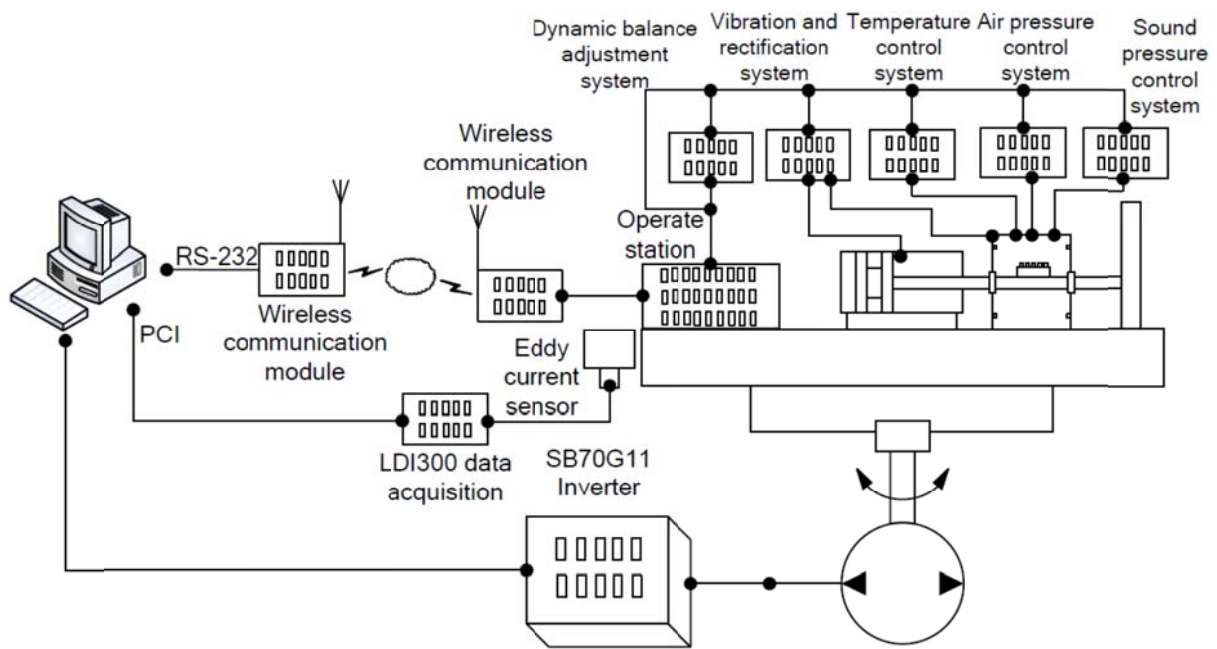 Dynamic balance
adjustment
system
Vibration and
rectification
system
Temperature
control
system
Air pressure
control
system
Sound
pressure
control
system
Wireless
communication
module
Operate
station
RS-232
Wireless
communication
module
PCI
Eddy
current
sensor
LDI300 data
acquisition
SB70G11
Inverter